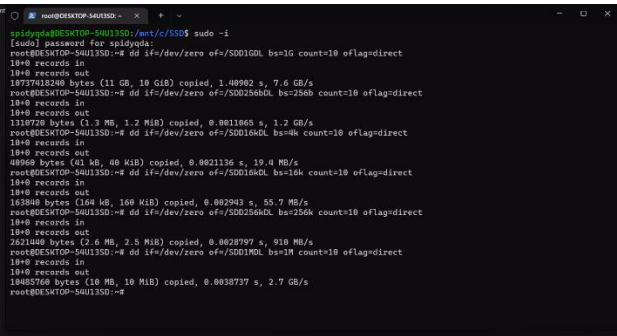 root@DESKTOP-54U13SD: ~
spidyqda@DESKTOP-54U13SD:/mnt/c/SSD$ sudo -i
[sudo] password for spidyqda:
root@DESKTOP-54U13SD:~# dd if=/dev/zero of=/SDD1GDL bs=1G count=10 oflag=direct
10+0 records in
10+0 records out
10737418240 bytes (11 GB, 10 GiB) copied, 1.40902 s, 7.6 GB/s
root@DESKTOP-54U13SD:~# dd if=/dev/zero of=/SDD256bDL bs=256b count=10 oflag=direct
10+0 records in
10+0 records out
1310720 bytes (1.3 MB, 1.2 MiB) copied, 0.0011065 s, 1.2 GB/s
root@DESKTOP-54U13SD:~# dd if=/dev/zero of=/SDD16kDL bs=4k count=10 oflag=direct
10+0 records in
10+0 records out
40960 bytes (41 kB, 40 KiB) copied, 0.0021136 s, 19.4 MB/s
root@DESKTOP-54U13SD:~# dd if=/dev/zero of=/SDD16kDL bs=16k count=10 oflag=direct
10+0 records in
10+0 records out
163840 bytes (164 kB, 160 KiB) copied, 0.002943 s, 55.7 MB/s
root@DESKTOP-54U13SD:~# dd if=/dev/zero of=/SDD256kDL bs=256k count=10 oflag=direct
10+0 records in
10+0 records out
2621440 bytes (2.6 MB, 2.5 MiB) copied, 0.0028797 s, 910 MB/s
root@DESKTOP-54U13SD:~# dd if=/dev/zero of=/SDD1MDL bs=1M count=10 oflag=direct
10+0 records in
10+0 records out
10485760 bytes (10 MB, 10 MiB) copied, 0.0038737 s, 2.7 GB/s
root@DESKTOP-54U13SD:~#